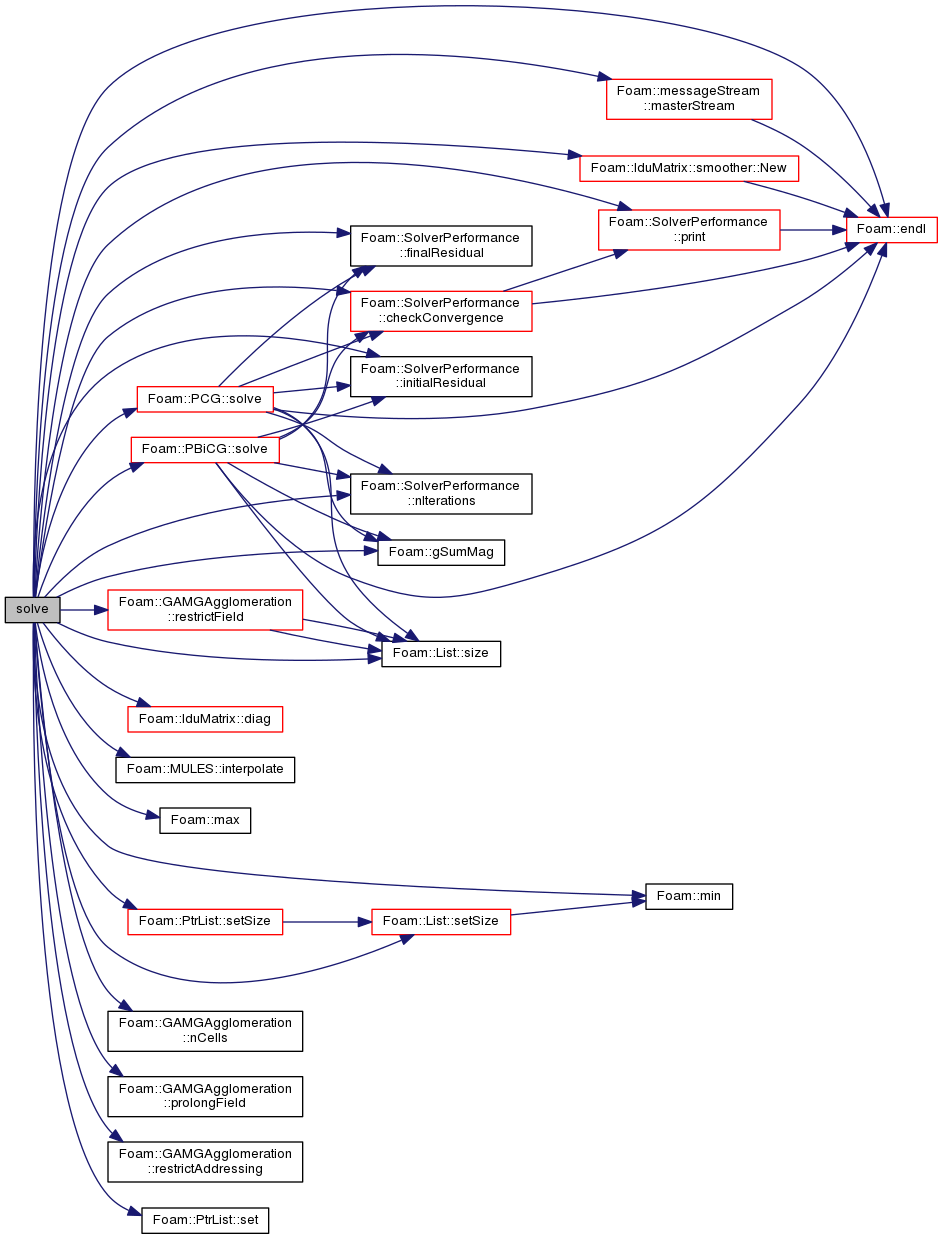 Foam::messageStream
::masterStream
Foam::lduMatrix::smoother::New
Foam::SolverPerformance
::print
Foam::endl
Foam::SolverPerformance
::finalResidual
Foam::SolverPerformance
::checkConvergence
Foam::SolverPerformance
::initialResidual
Foam::PCG::solve
Foam::PBiCG::solve
Foam::SolverPerformance
::nIterations
Foam::gSumMag
solve
Foam::GAMGAgglomeration
::restrictField
Foam::List::size
Foam::lduMatrix::diag
Foam::MULES::interpolate
Foam::max
Foam::min
Foam::PtrList::setSize
Foam::List::setSize
Foam::GAMGAgglomeration
::nCells
Foam::GAMGAgglomeration
::prolongField
Foam::GAMGAgglomeration
::restrictAddressing
Foam::PtrList::set